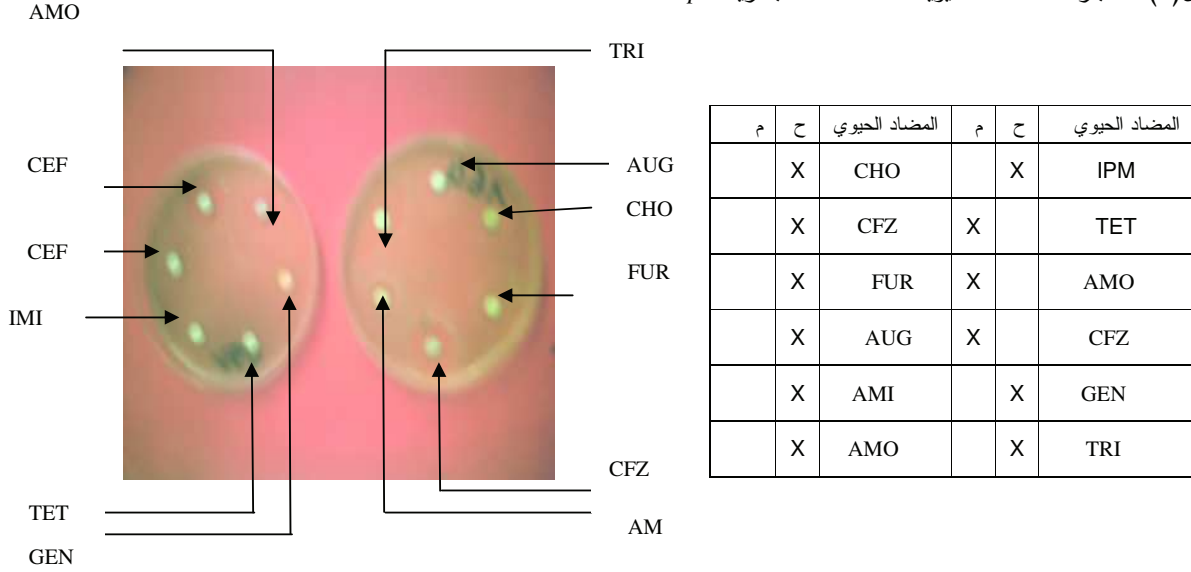 AMO
TRI
CEF
AUG
CHO
CEF
FUR
IMI
CFZ
TET
AM
GEN
المضاد الحيوي ح م المضاد الحيوي ح م
IPM X CHO X
TET X CFZ X
AMO X FUR X
CFZ X AUG X
GEN X AMI X
TRI X AMO X